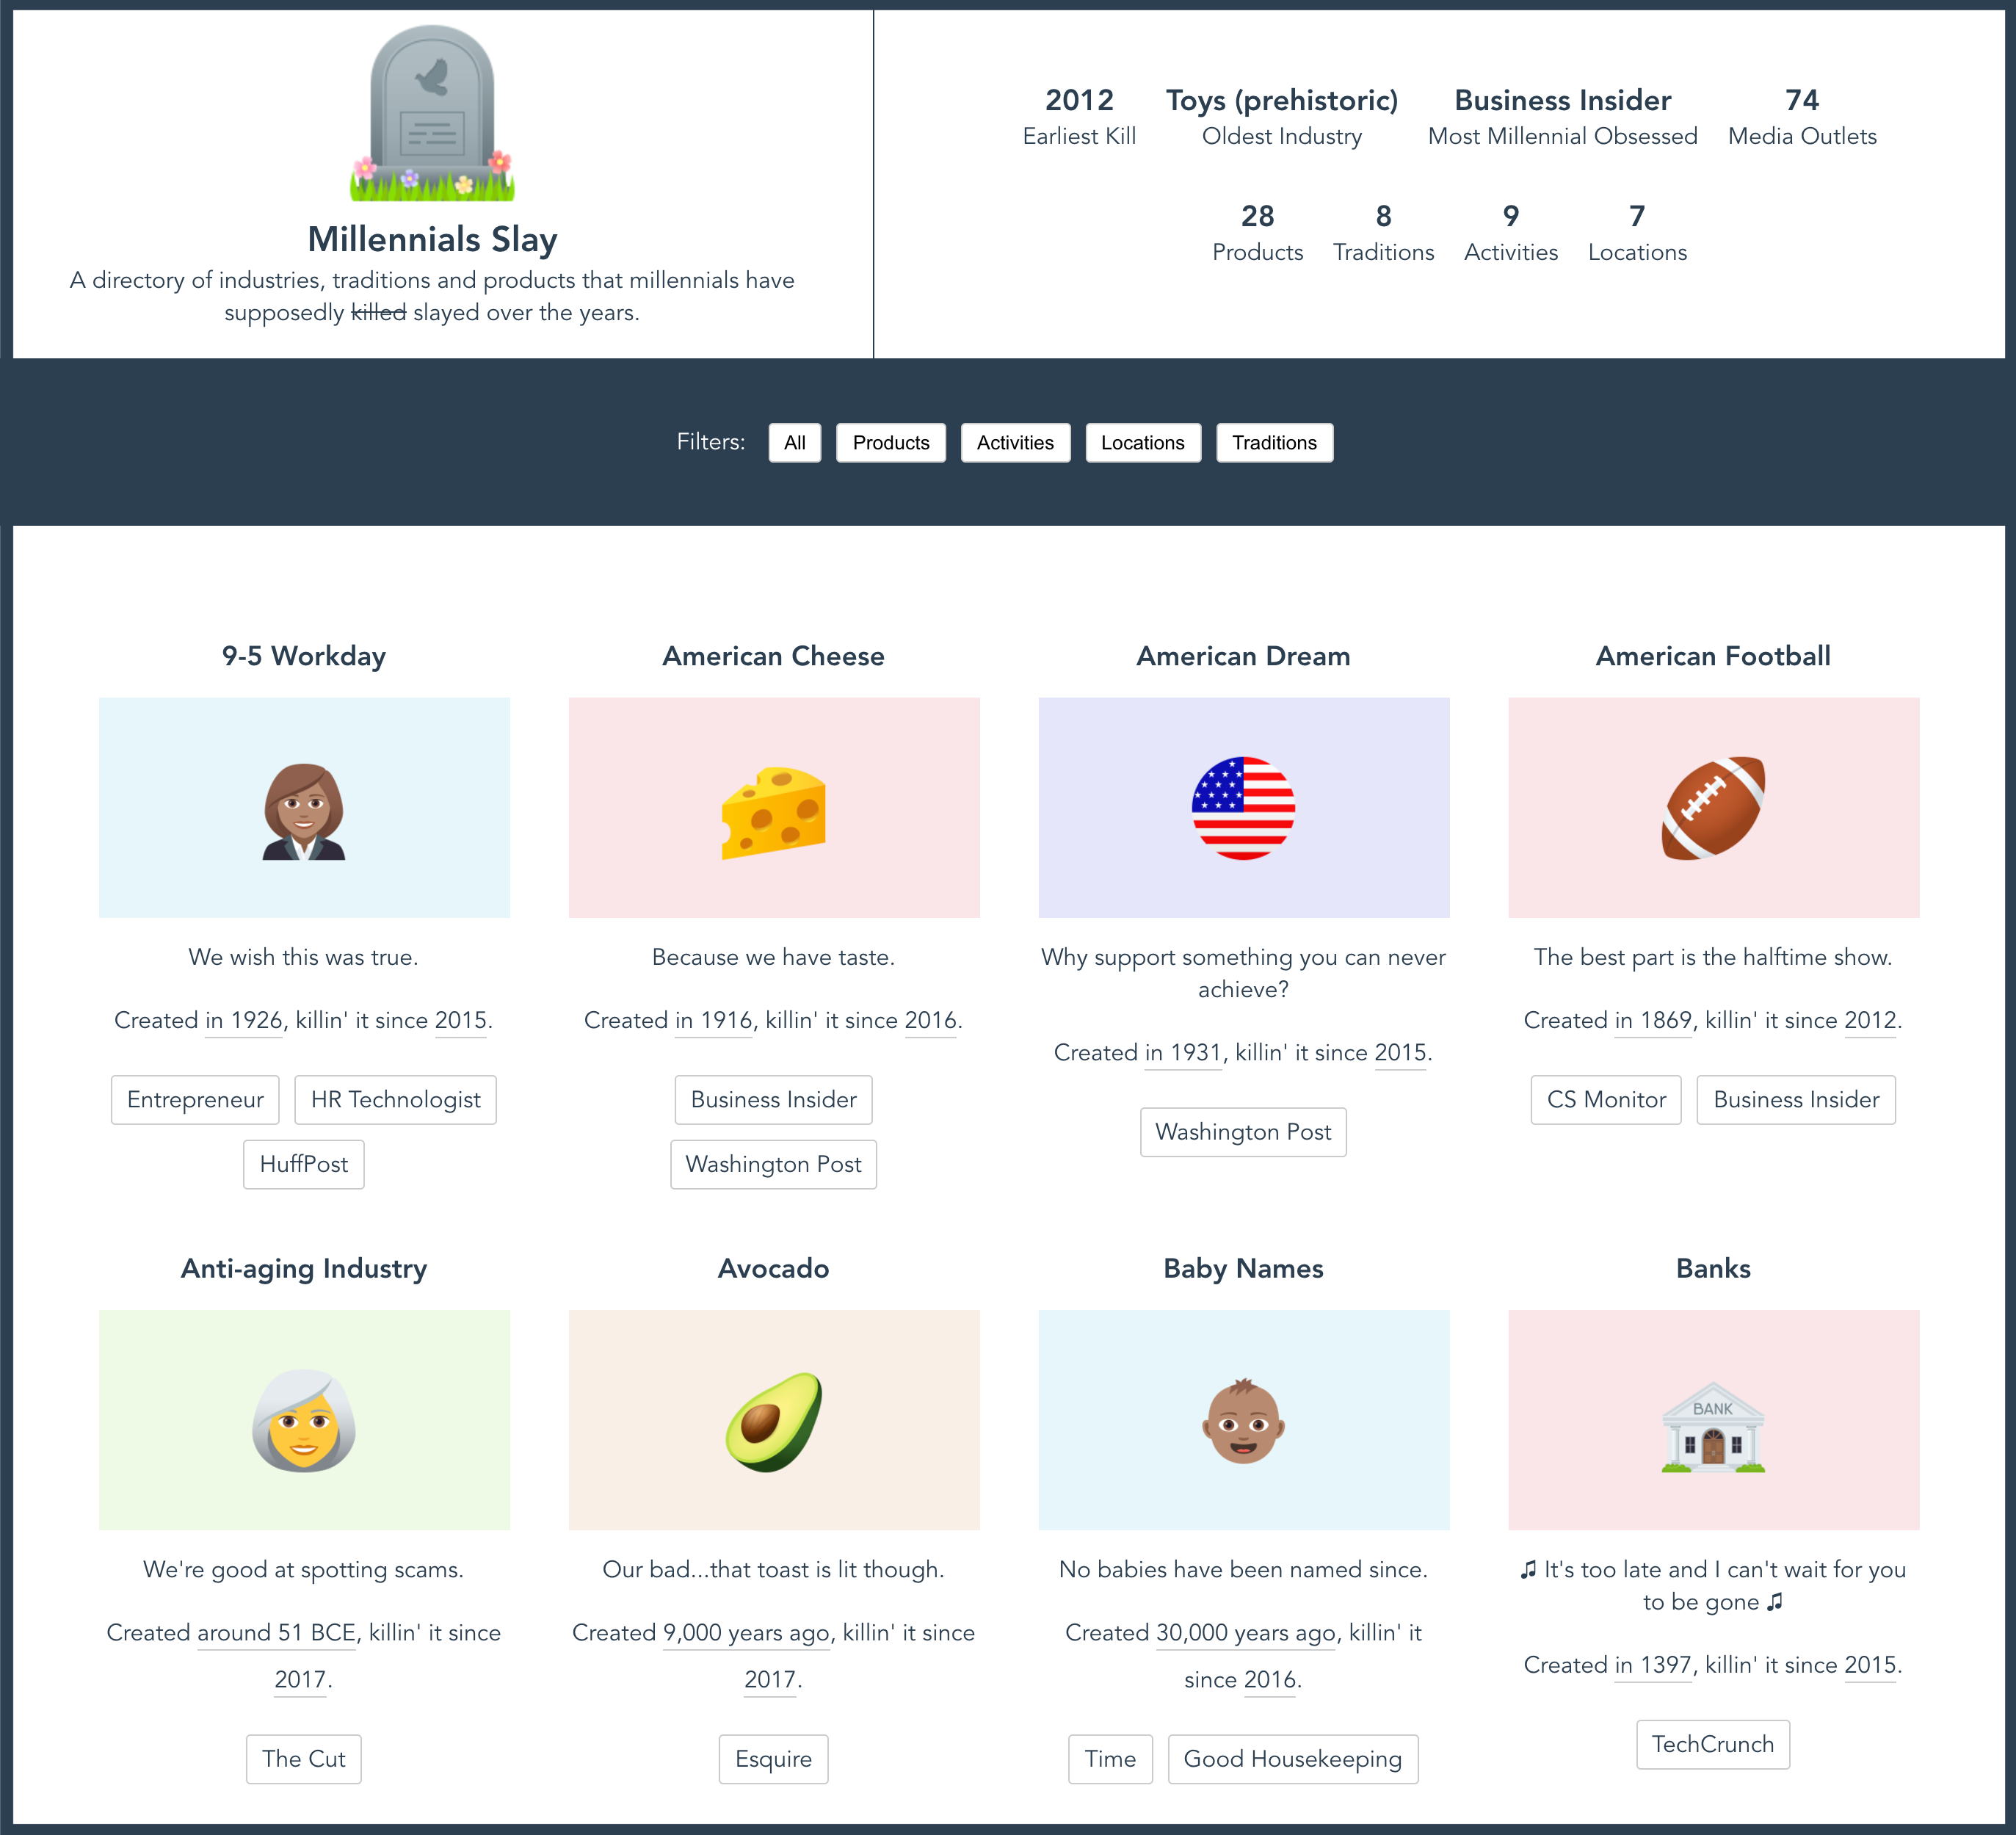 Millennials Slay
A directory of industries, traditions and products that millennials have
supposedly killed slayed over the years.
2012
Earliest Kill
Toys (prehistoric)
Oldest Industry
Business Insider
Most Millennial Obsessed
74
Media Outlets
28
Products
8
Traditions
9
Activities
7
Locations
Filters:
All
Products
Activities
Locations
Traditions
9-5 Workday
We wish this was true.
Created in 1926, killin' it since 2015.
Entrepreneur
HR Technologist
HuffPost
American Cheese
Because we have taste.
Created in 1916, killin' it since 2016.
Business Insider
Washington Post
American Dream
Why support something you can never
achieve?
Created in 1931, killin' it since 2015.
Washington Post
American Football
The best part is the halftime show.
Created in 1869, killin' it since 2012.
CS Monitor
Business Insider
Anti-aging Industry
We're good at spotting scams.
Created around 51 BCE, killin' it since
2017.
The Cut
Avocado
Our bad...that toast is lit though.
Created 9,000 years ago, killin' it since
2017.
Esquire
Baby Names
No babies have been named since.
Created 30,000 years ago, killin' it
since 2016.
Time
Good Housekeeping
Banks
BANK
♫ It's too late and I can't wait for you
to be gone ♫
Created in 1397, killin' it since 2015.
TechCrunch